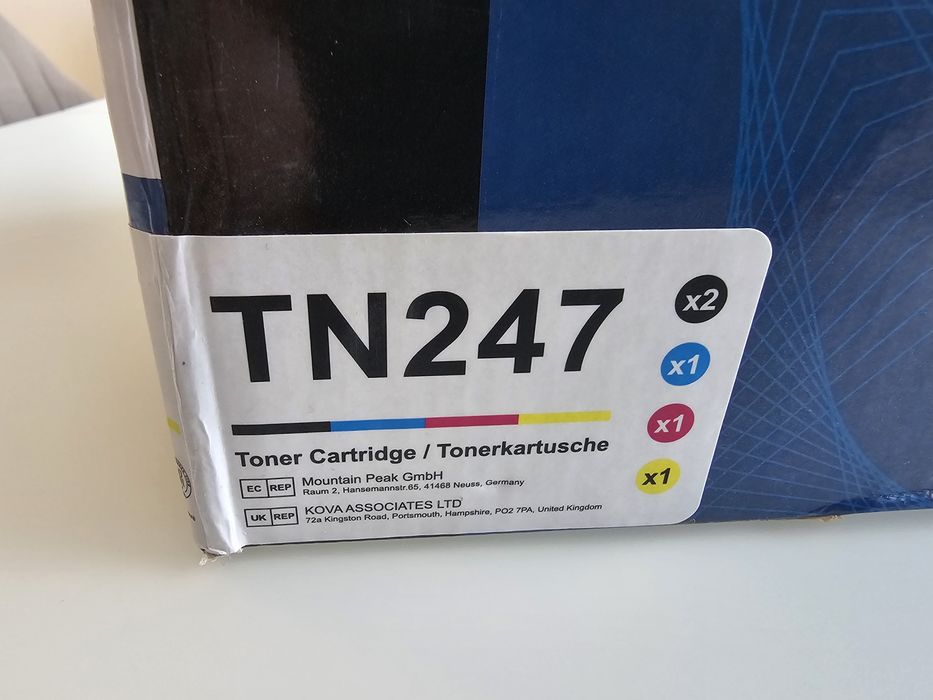 TN247
x2
x1
x1
x1
Toner Cartridge / Tonerkartusche
EC REP
Mountain Peak GmbH
Raum 2, Hansemannstr.65, 41468 Neuss, Germany
UK REP
KOVA ASSOCIATES LTD
72a Kingston Road, Portsmouth, Hampshire, PO2 7PA, United Kingdom